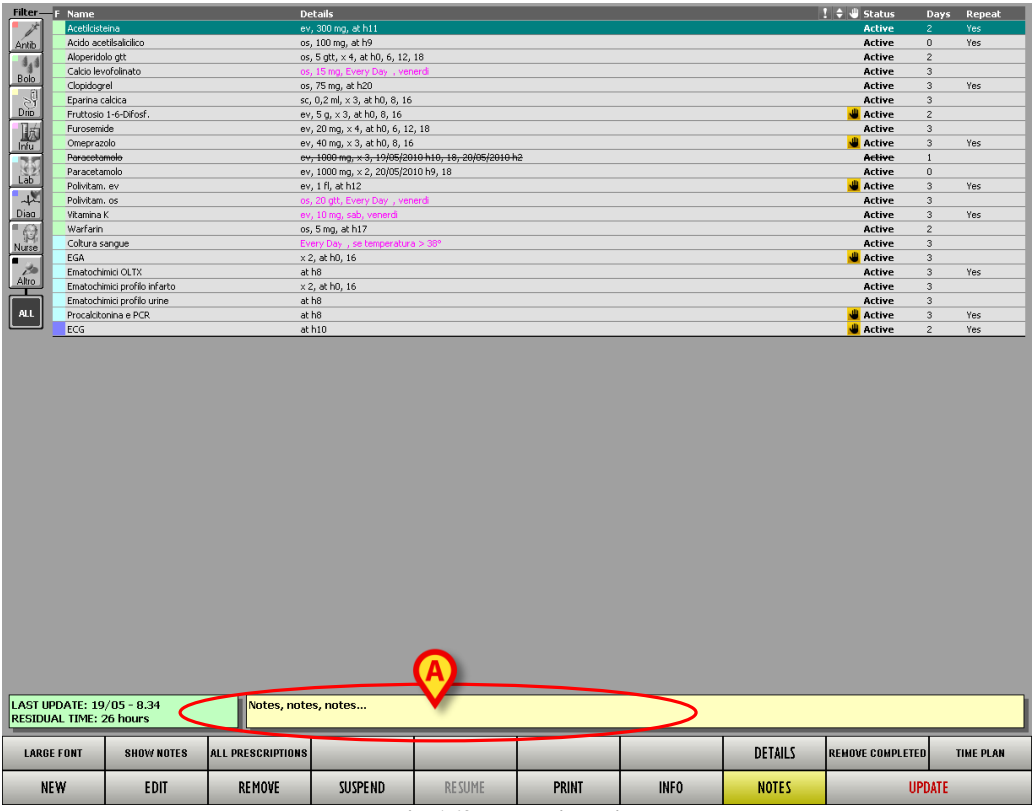 Filter F Name Details ! Status Days Repeat
Antib
Bolo
Drip
Infu
Lab
Diag
Nurse
Altro
ALL
Acetilcisteina ev, 300 mg, at h11 Active 2 Yes
Acido acetilsalicilico os, 100 mg, at h9 Active 0 Yes
Aloperidolo gtt os, 5 gtt, x 4, at h0, 6, 12, 18 Active 2
Calcio levofolinato os, 15 mg, Every Day , venerdi Active 3
Clopidogrel os, 75 mg, at h20 Active 3 Yes
Eparina calcica sc, 0,2 ml, x 3, at h0, 8, 16 Active 3
Fruttosio 1-6-Difosf. ev, 5 g, x 3, at h0, 8, 16 Active 2
Furosemide ev, 20 mg, x 4, at h0, 6, 12, 18 Active 3
Omeprazolo ev, 40 mg, x 3, at h0, 8, 16 Active 3 Yes
Paracetamolo ev, 1000 mg, x 3, 19/05/2010 h10, 18, 20/05/2010 h2 Active 1
Paracetamolo ev, 1000 mg, x 2, 20/05/2010 h9, 18 Active 0
Polivitam. ev ev, 1 fl, at h12 Active 3 Yes
Polivitam. os os, 20 gtt, Every Day , venerdi Active 3
Vitamina K ev, 10 mg, sab, venerdi Active 3 Yes
Warfarin os, 5 mg, at h17 Active 2
Coltura sangue Every Day , se temperatura > 38° Active 3
EGA x 2, at h0, 16 Active 3
Ematochimici OLTX at h8 Active 3 Yes
Ematochimici profilo infarto x 2, at h0, 16 Active 3
Ematochimici profilo urine at h8 Active 3
Procalcitonina e PCR at h8 Active 3 Yes
ECG at h10 Active 2 Yes
A
LAST UPDATE: 19/05 - 8.34
RESIDUAL TIME: 26 hours
Notes, notes, notes...
LARGE FONT SHOW NOTES ALL PRESCRIPTIONS DETAILS REMOVE COMPLETED TIME PLAN
NEW EDIT REMOVE SUSPEND RESUME PRINT INFO NOTES UPDATE